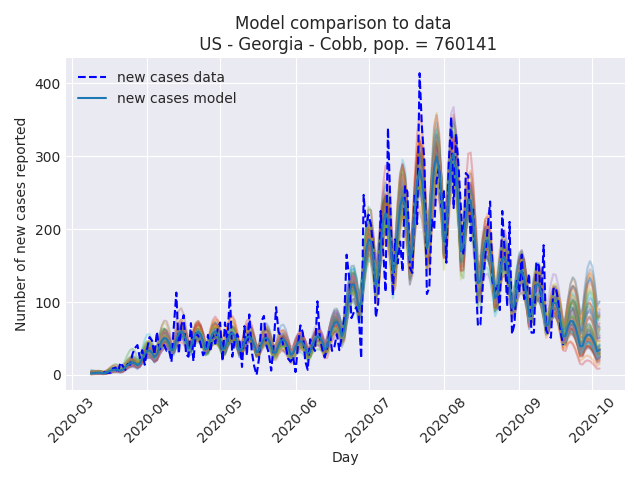 Model comparison to data
US - Georgia - Cobb, pop. = 760141
new cases data
new cases model
Number of new cases reported
400
300
200
100
0
2020-03
2020-04
2020-05
2020-06
2020-07
2020-08
2020-09
2020-10
Day